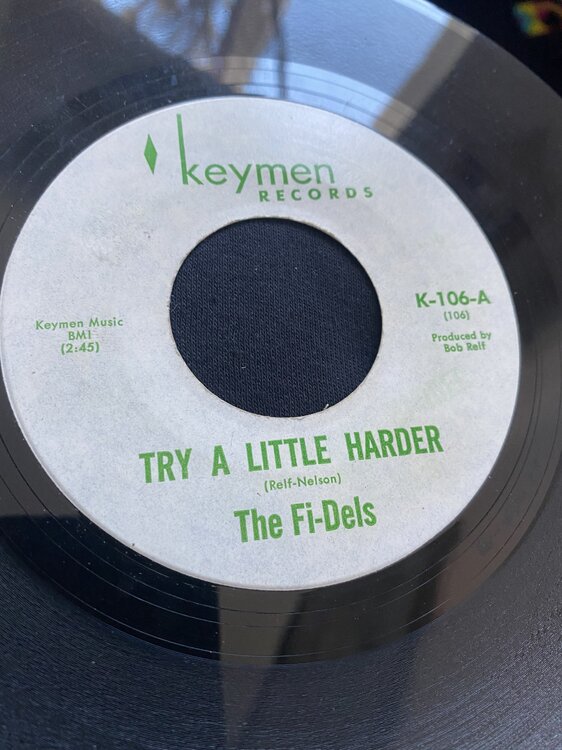 keymen
RECORDS
K-106-A
(106)
Produced by
Bob Relf
Keymen Music
BMI
(2:45)
TRY A LITTLE HARDER
(Relf-Nelson)
The Fi-Dels